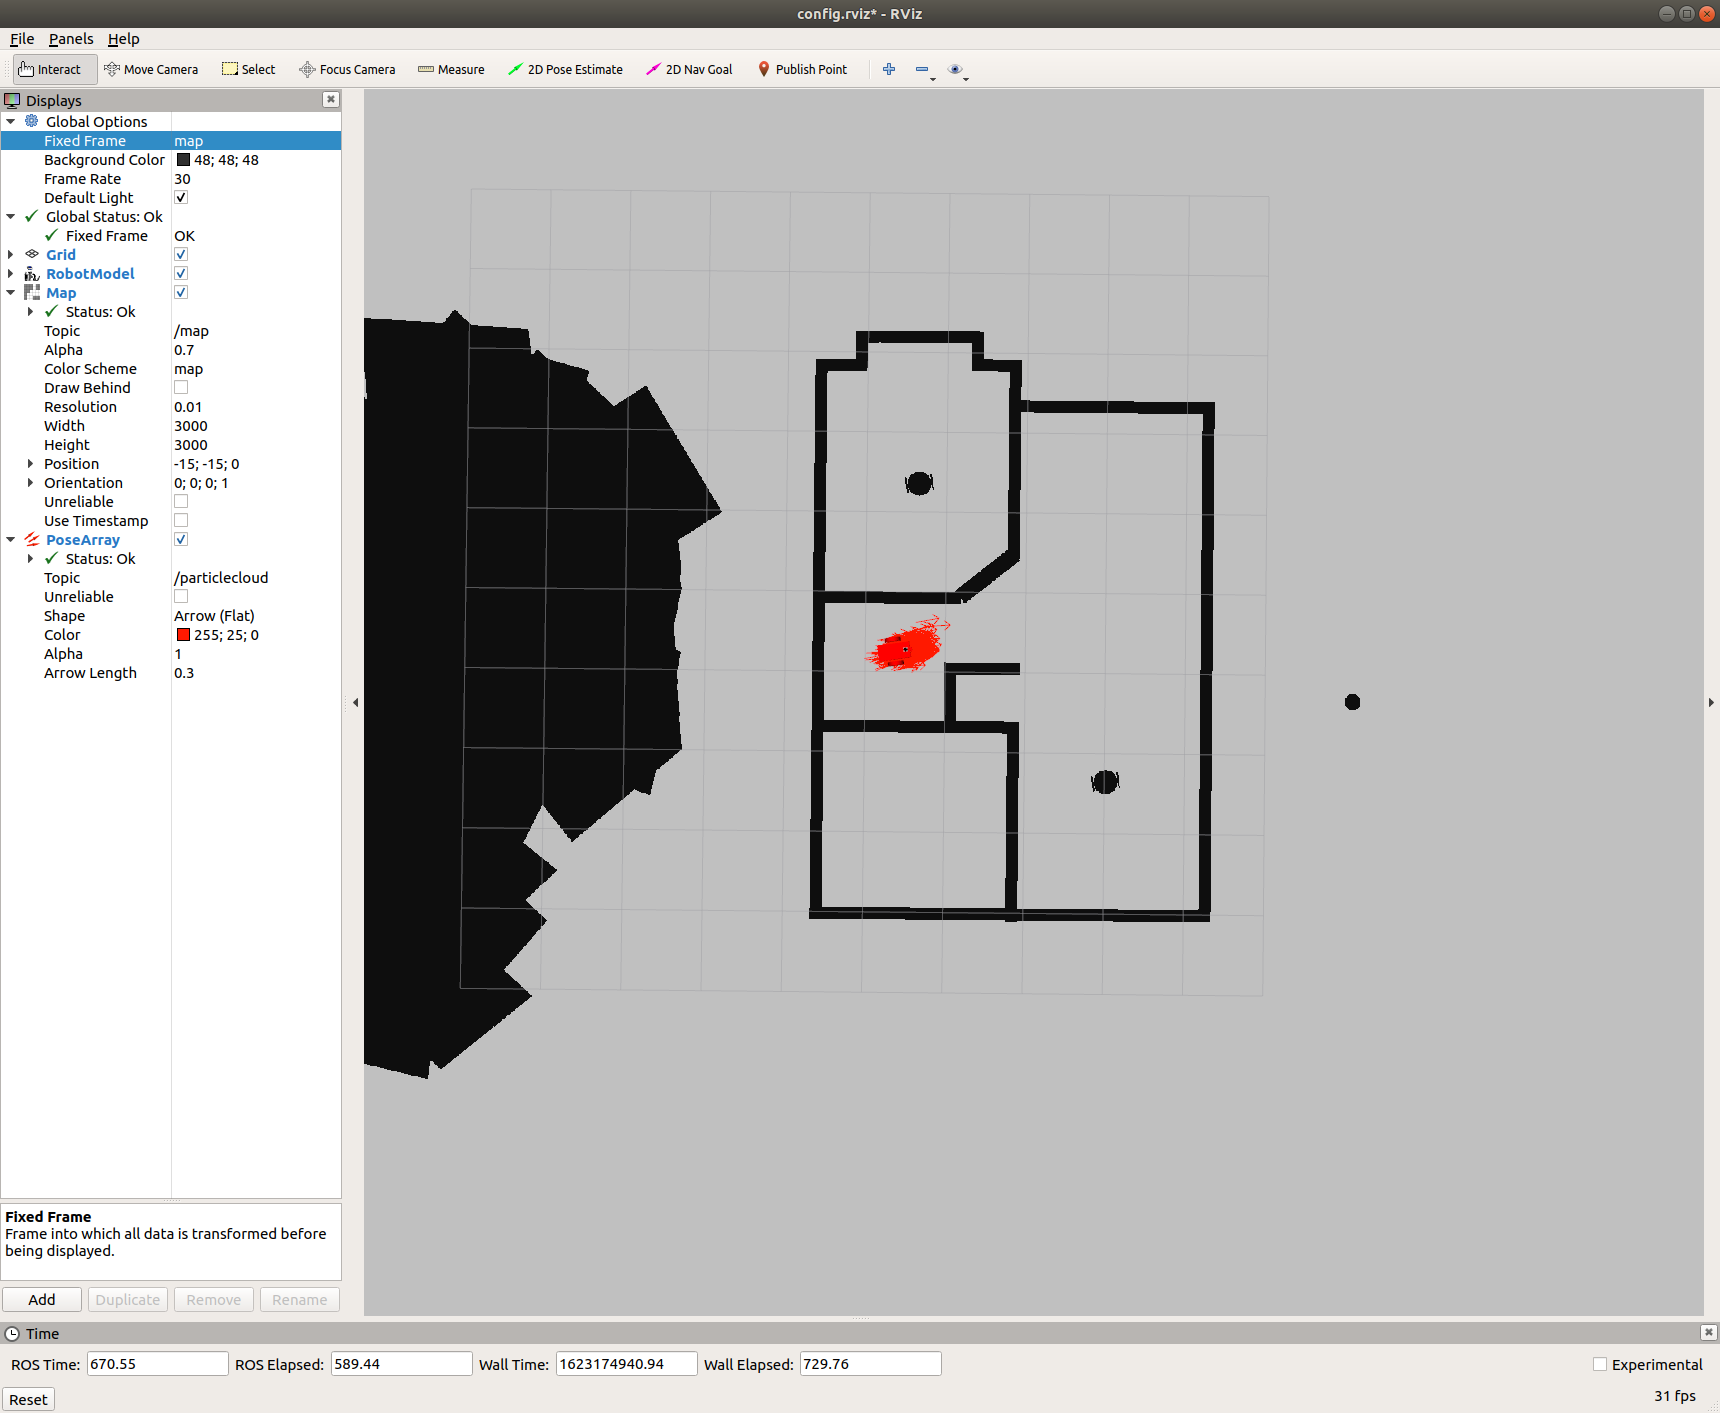 config.rviz* - RViz
File Panels Help
Interact Move Camera Select Focus Camera Measure 2D Pose Estimate 2D Nav Goal Publish Point
Displays
Global Options
Fixed Frame map
Background Color 48; 48; 48
Frame Rate 30
Default Light
Global Status: Ok
Fixed Frame OK
Grid
RobotModel
Map
Status: Ok
Topic /map
Alpha 0.7
Color Scheme map
Draw Behind
Resolution 0.01
Width 3000
Height 3000
Position -15; -15; 0
Orientation 0; 0; 0; 1
Unreliable
Use Timestamp
PoseArray
Status: Ok
Topic /particlecloud
Unreliable
Shape Arrow (Flat)
Color 255; 25; 0
Alpha 1
Arrow Length 0.3
Fixed Frame
Frame into which all data is transformed before
being displayed.
Add Duplicate Remove Rename
Time
ROS Time: 670.55 ROS Elapsed: 589.44 Wall Time: 1623174940.94 Wall Elapsed: 729.76 Experimental
Reset 31 fps